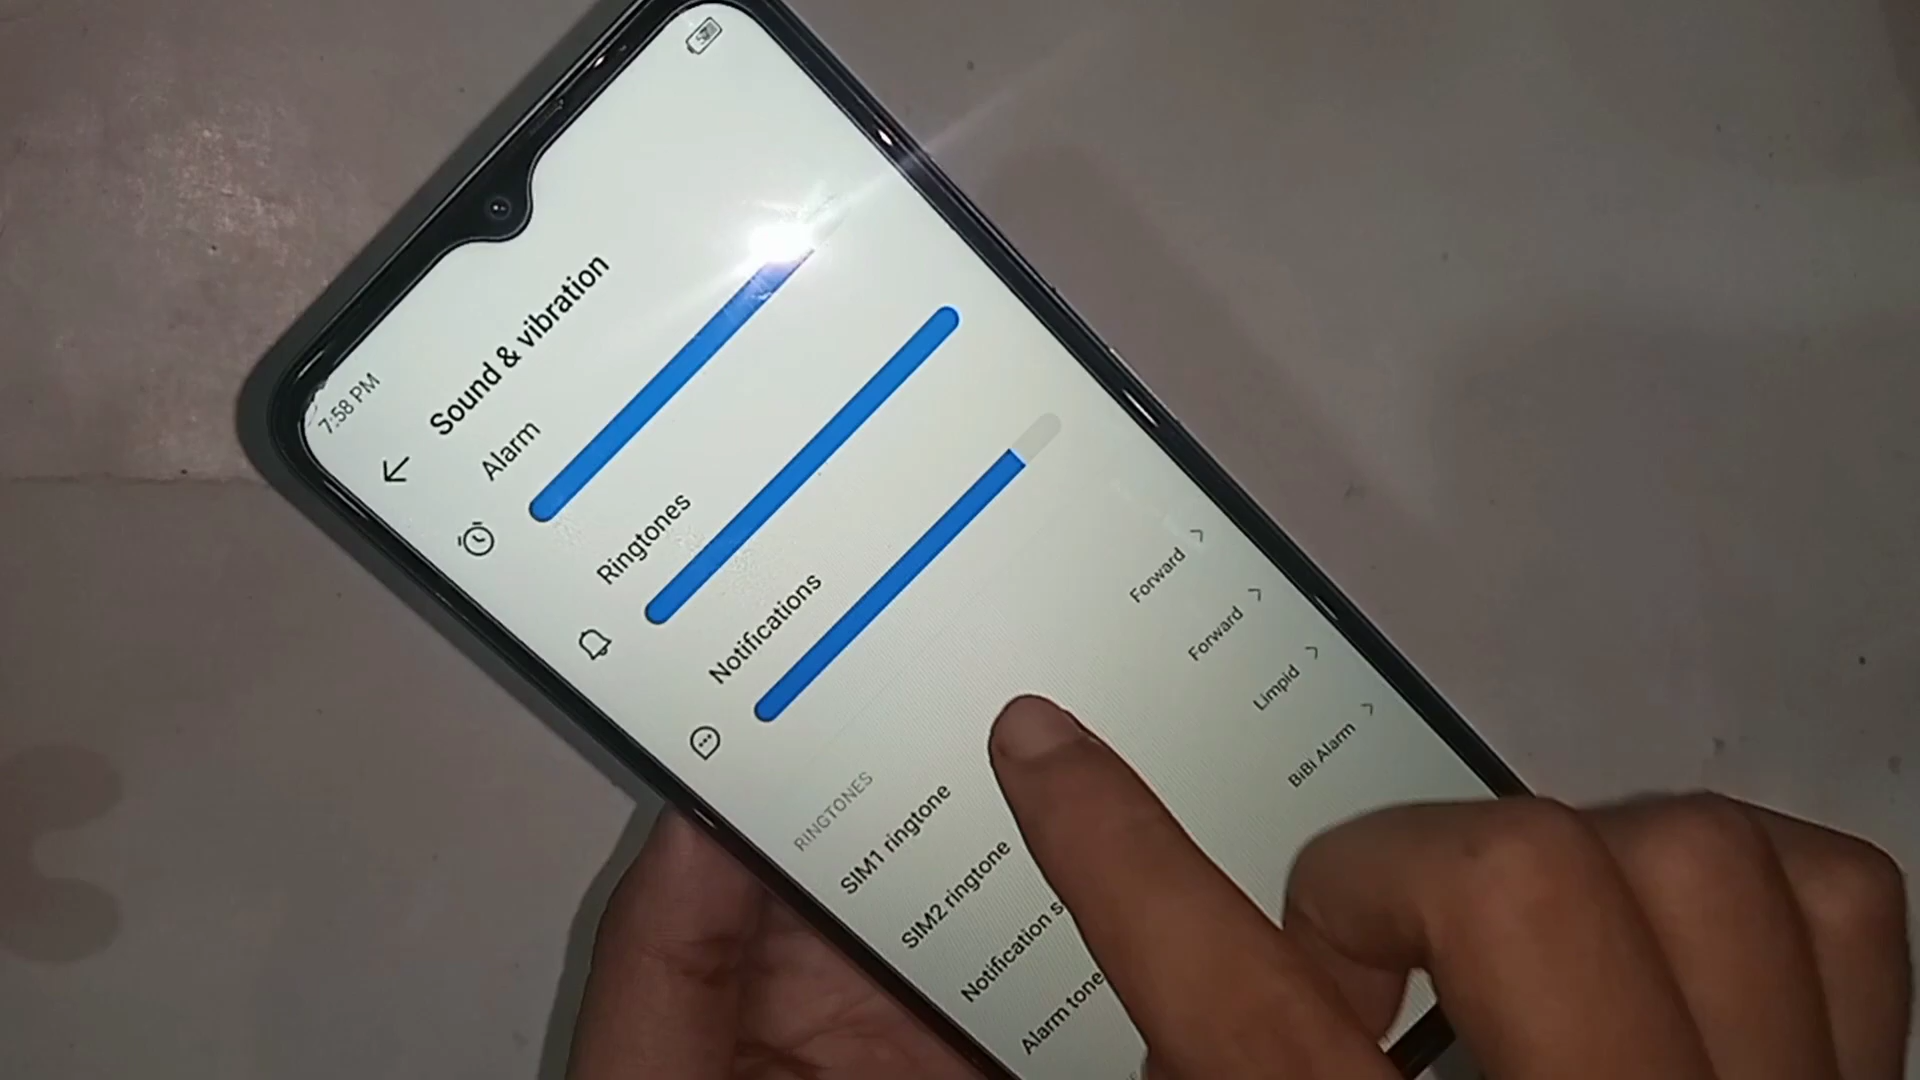 7:58 PM
Sound & vibration
Alarm
Ringtones
Notifications
RINGTONES
SIM1 ringtone Forward
SIM2 ringtone Forward
Notification s Limpid
Alarm tone BiBi Alarm